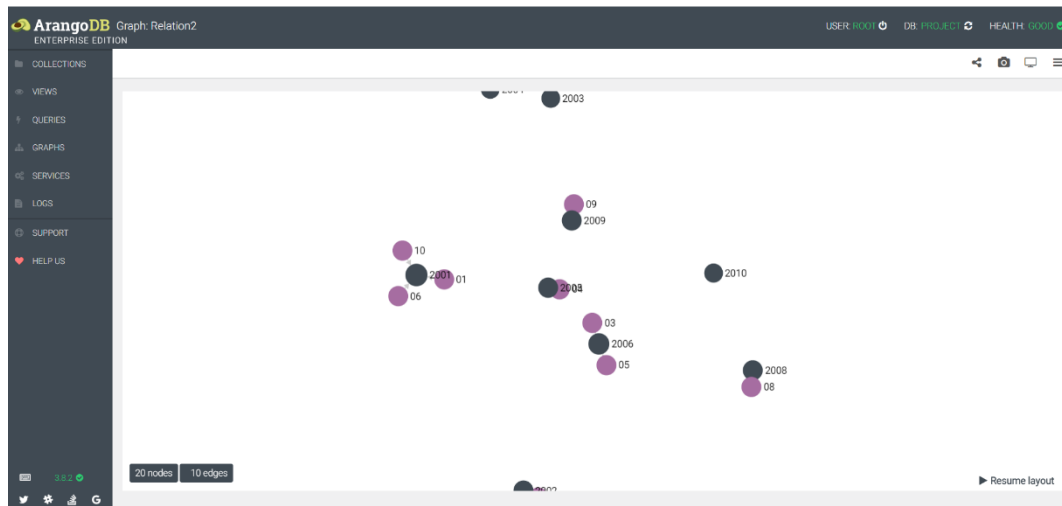 ArangoDB Graph: Relation2
ENTERPRISE EDITION
USER: ROOT DB: PROJECT HEALTH: GOOD
COLLECTIONS
VIEWS
QUERIES
GRAPHS
SERVICES
LOGS
SUPPORT
HELP US
2003
09
2009
10
2001
01
06
2010
04
03
2006
05
2008
08
20 nodes 10 edges
Resume layout
3.8.2
2002